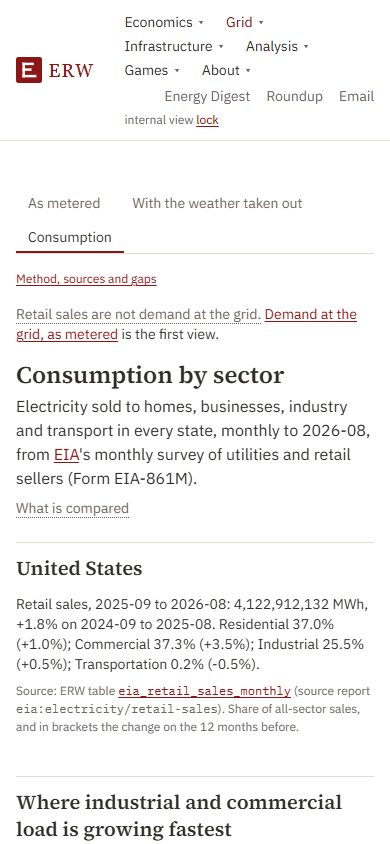 Economics ▾ Grid ▾
Infrastructure ▾ Analysis ▾
E ERW
Games ▾ About ▾
Energy Digest Roundup Email
internal view lock
As metered With the weather taken out
Consumption
Method, sources and gaps
Retail sales are not demand at the grid. Demand at the
grid, as metered is the first view.
Consumption by sector
Electricity sold to homes, businesses, industry
and transport in every state, monthly to 2026-08,
from EIA's monthly survey of utilities and retail
sellers (Form EIA-861M).
What is compared
United States
Retail sales, 2025-09 to 2026-08: 4,122,912,132 MWh,
+1.8% on 2024-09 to 2025-08. Residential 37.0%
(+1.0%); Commercial 37.3% (+3.5%); Industrial 25.5%
(+0.5%); Transportation 0.2% (-0.5%).
Source: ERW table eia_retail_sales_monthly (source report
eia:electricity/retail-sales). Share of all-sector sales,
and in brackets the change on the 12 months before.
Where industrial and commercial
load is growing fastest